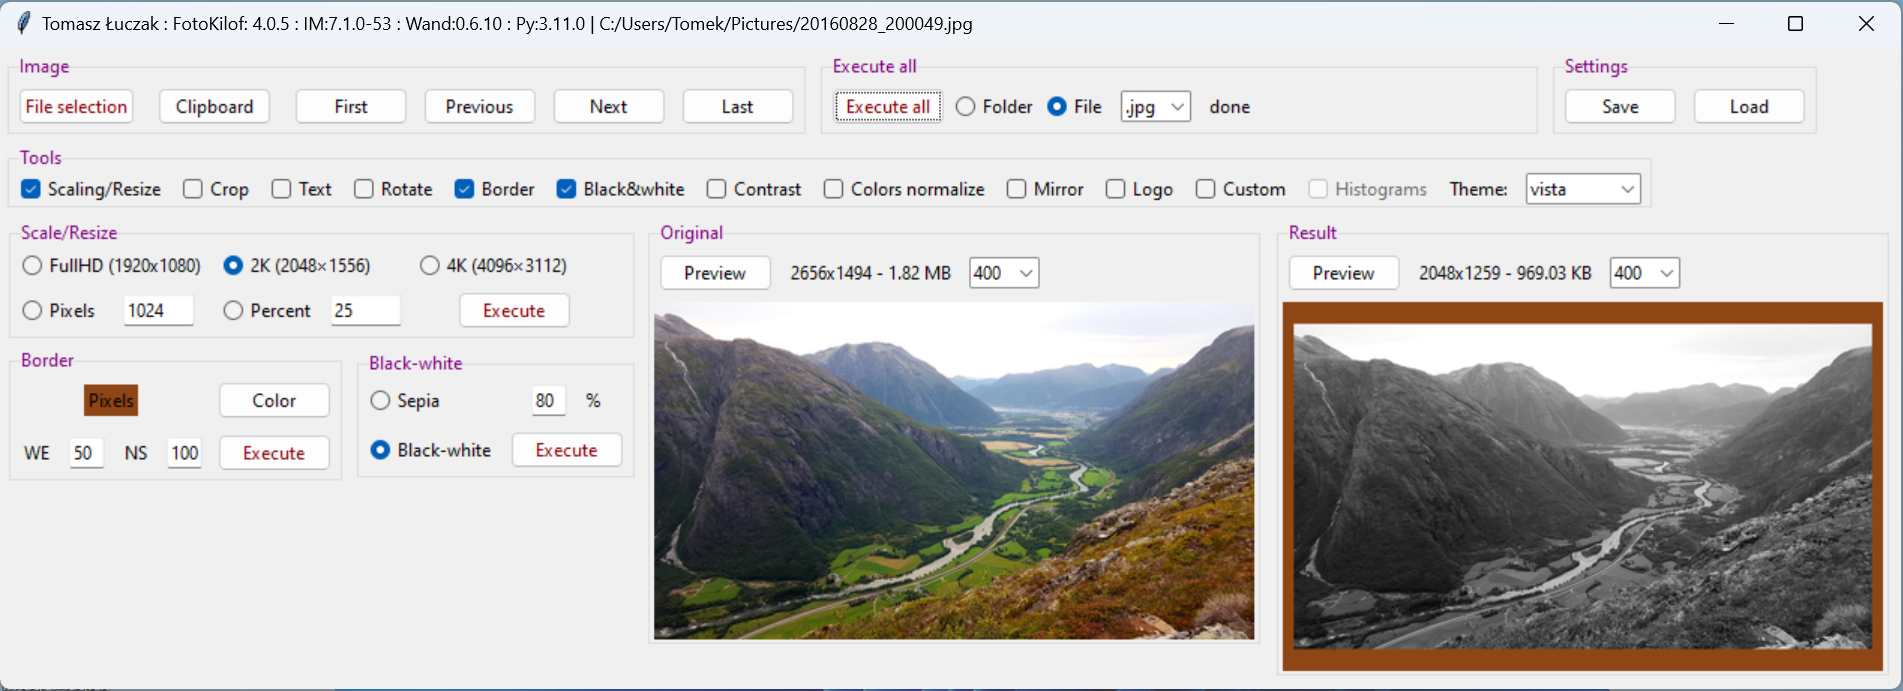 Tomasz Łuczak : FotoKilof: 4.0.5 : IM:7.1.0-53 : Wand:0.6.10 : Py:3.11.0 | C:/Users/Tomek/Pictures/20160828_200049.jpg
Image
File selection Clipboard First Previous Next Last
Execute all
Execute all Folder File .jpg done
Settings
Save Load
Tools
Scaling/Resize Crop Text Rotate Border Black&white Contrast Colors normalize Mirror Logo Custom Histograms Theme: vista
Scale/Resize
FullHD (1920x1080) 2K (2048×1556) 4K (4096×3112)
Pixels 1024 Percent 25 Execute
Border
Pixels Color
WE 50 NS 100 Execute
Black-white
Sepia 80 %
Black-white Execute
Original
Preview 2656x1494 - 1.82 MB 400
Result
Preview 2048x1259 - 969.03 KB 400